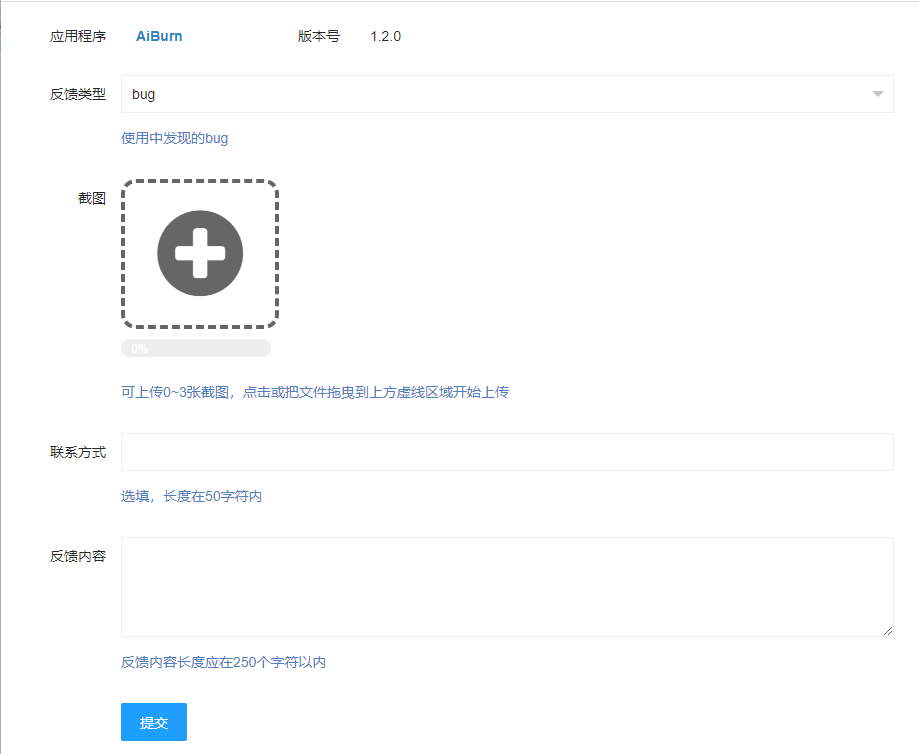 应用程序 AiBurn 版本号 1.2.0
反馈类型 bug
使用中发现的bug
截图
0%
可上传0~3张截图，点击或把文件拖曳到上方虚线区域开始上传
联系方式
选填，长度在50字符内
反馈内容
反馈内容长度应在250个字符以内
提交